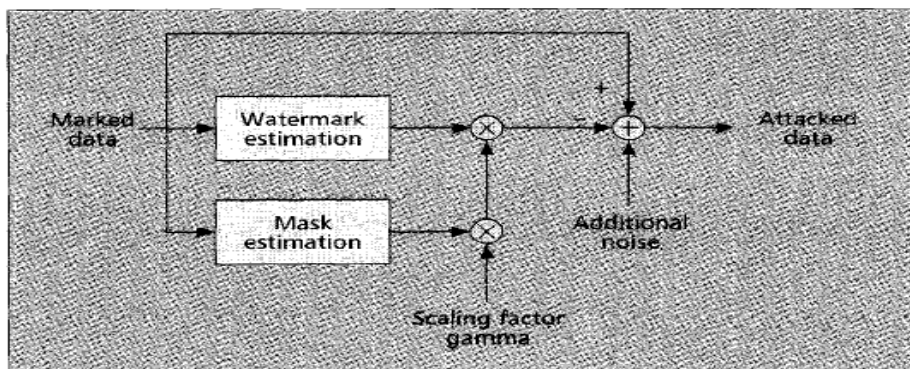 Marked
data
Watermark
estimation
+
−
Attacked
data
Mask
estimation
Additional
noise
Scaling factor
gamma